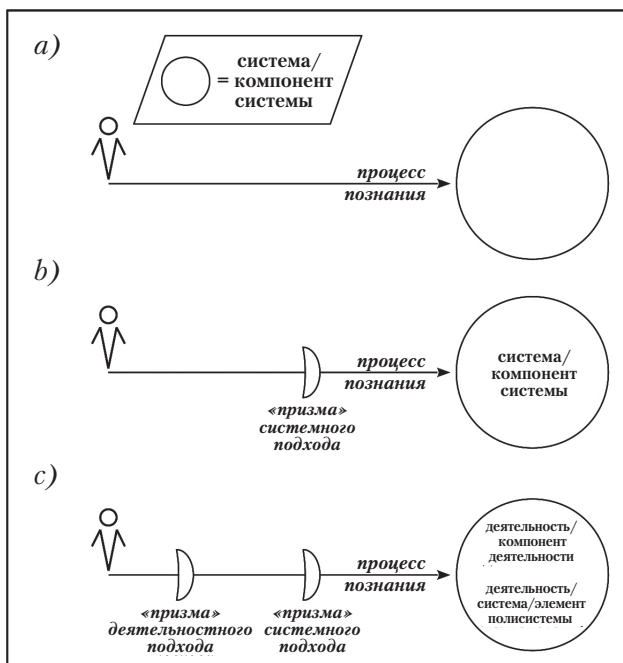 a)
система/
= компонент
системы
процесс
познания
b)
система/
компонент
системы
процесс
познания
«призма»
системного
подхода
c)
деятельность/
компонент
деятельности
процесс
познания
деятельность/
система/элемент
полисистемы
«призма»
деятельностного
подхода
«призма»
системного
подхода